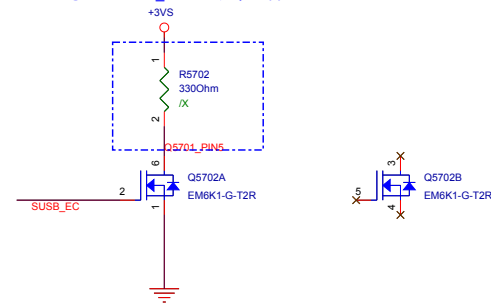 +3VS
1
R5702
330Ohm
/X
2
Q5701_PIN5
6
Q5702A
2
EM6K1-G-T2R
SUSB_EC
1
3
Q5702B
5
EM6K1-G-T2R
4